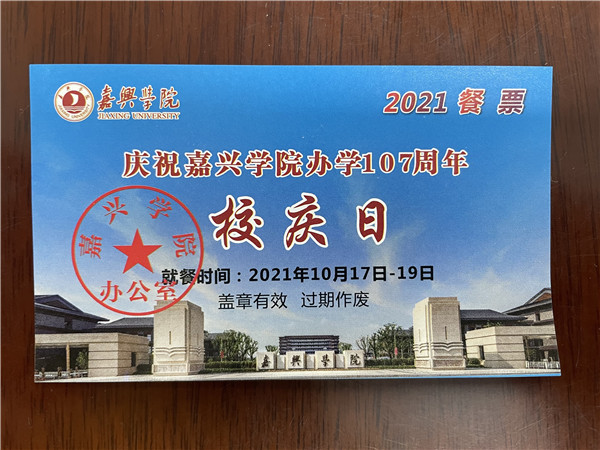 嘉興學院
JIAXING UNIVERSITY
2021 餐票
庆祝嘉兴学院办学107周年
校庆日
嘉兴学院
办公室
就餐时间：2021年10月17日-19日
盖章有效 过期作废
嘉興學院